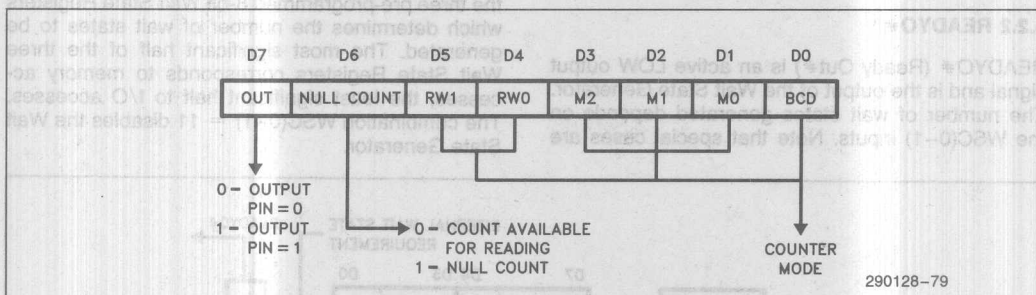 D7 D6 D5 D4 D3 D2 D1 D0
OUT NULL COUNT RW1 RW0 M2 M1 M0 BCD
0 – OUTPUT
PIN = 0
1 – OUTPUT
PIN = 1
0 – COUNT AVAILABLE
FOR READING
1 – NULL COUNT
COUNTER
MODE
290128–79